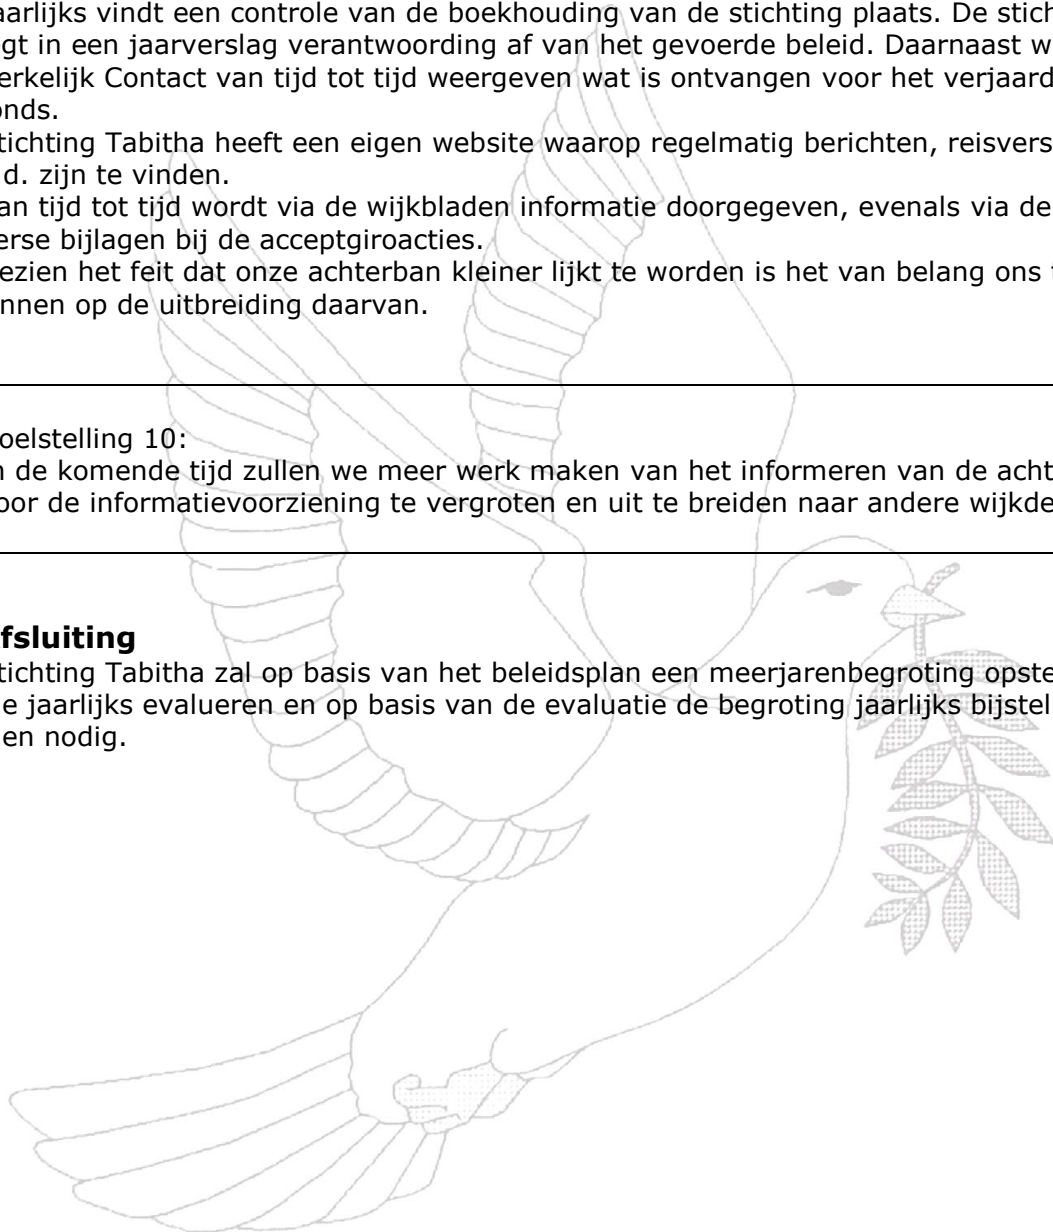 aarlijks vindt een controle van de boekhouding van de stichting plaats. De stich
gt in een jaarverslag verantwoording af van het gevoerde beleid. Daarnaast w
erkelijk Contact van tijd tot tijd weergeven wat is ontvangen voor het verjaard
onds.
tichting Tabitha heeft een eigen website waarop regelmatig berichten, reisvers
.d. zijn te vinden.
an tijd tot tijd wordt via de wijkbladen informatie doorgegeven, evenals via de
erse bijlagen bij de acceptgiroacties.
ezien het feit dat onze achterban kleiner lijkt te worden is het van belang ons t
nnen op de uitbreiding daarvan.
oelstelling 10:
n de komende tijd zullen we meer werk maken van het informeren van de acht
oor de informatievoorziening te vergroten en uit te breiden naar andere wijkde
fsluiting
tichting Tabitha zal op basis van het beleidsplan een meerjarenbegroting opste
e jaarlijks evalueren en op basis van de evaluatie de begroting jaarlijks bijstel
en nodig.